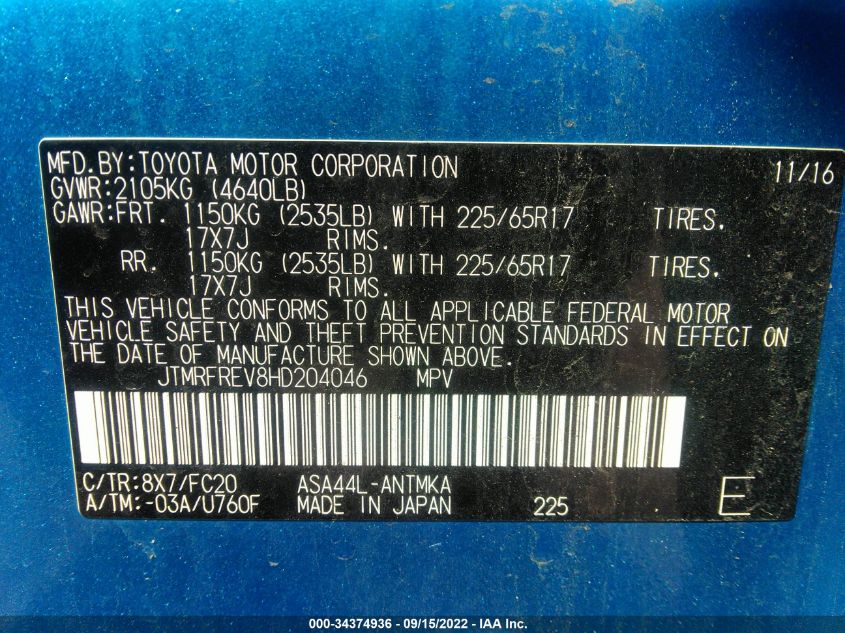 MFD.BY:TOYOTA MOTOR CORPORATION 11/16
GVWR:2105KG (4640LB)
GAWR:FRT. 1150KG (2535LB) WITH 225/65R17 TIRES.
17X7J RIMS.
RR. 1150KG (2535LB) WITH 225/65R17 TIRES.
17X7J RIMS.
THIS VEHICLE CONFORMS TO ALL APPLICABLE FEDERAL MOTOR
VEHICLE SAFETY AND THEFT PREVENTION STANDARDS IN EFFECT ON
THE DATE OF MANUFACTURE SHOWN ABOVE.
JTMRFREV8HD204046 MPV
C/TR:8X7/FC20 ASA44L-ANTMKA
A/TM:-03A/U760F MADE IN JAPAN 225 E
000-34374936 - 09/15/2022 - IAA Inc.